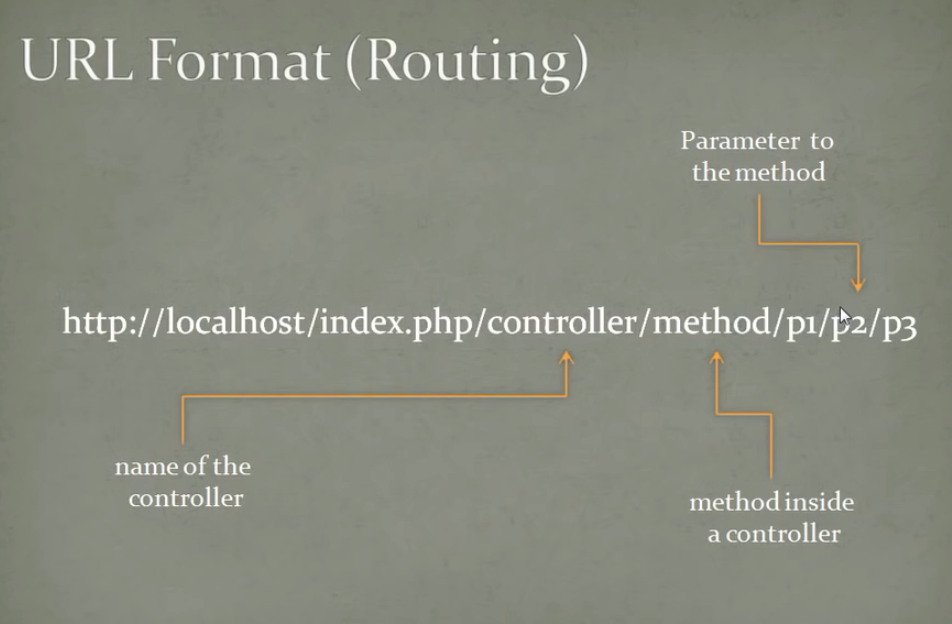 URL Format (Routing)
Parameter to
the method
http://localhost/index.php/controller/method/p1/p2/p3
name of the
controller
method inside
a controller